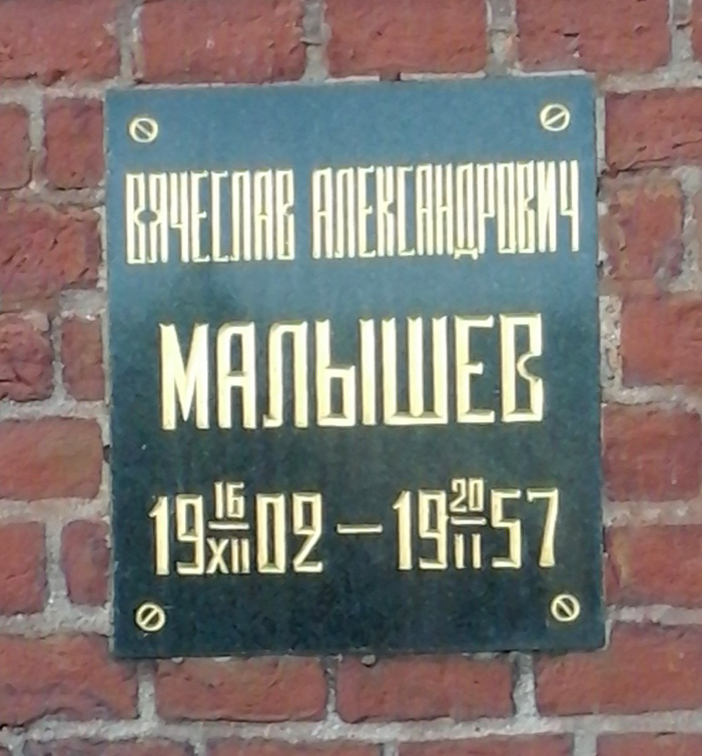 ВЯЧЕСЛАВ АЛЕКСАНДРОВИЧ
МАЛЫШЕВ
19 16/XII 02 — 19 20/II 57